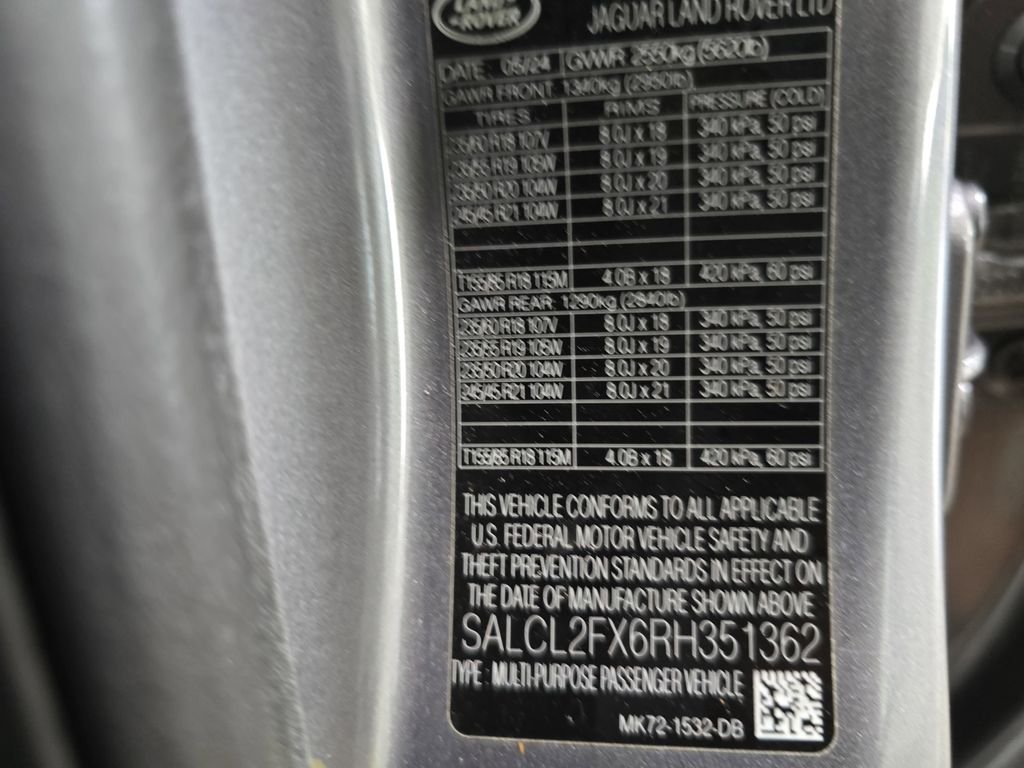 LAND
ROVER
JAGUAR LAND ROVER LTD
DATE: 05/24 GVWR 2550kg (5620lb)
GAWR FRONT: 1340kg (2950lb)
TYRES RIMS PRESSURE (COLD)
235/60 R18 107V 8.0J x 18 340 kPa, 50 psi
235/55 R19 105W 8.0J x 19 340 kPa, 50 psi
235/50 R20 104W 8.0J x 20 340 kPa, 50 psi
245/45 R21 104W 8.0J x 21 340 kPa, 50 psi
T155/85 R18 115M 4.0B x 18 420 kPa, 60 psi
GAWR REAR: 1290kg (2840lb)
235/60 R18 107V 8.0J x 18 340 kPa, 50 psi
235/55 R19 105W 8.0J x 19 340 kPa, 50 psi
235/50 R20 104W 8.0J x 20 340 kPa, 50 psi
245/45 R21 104W 8.0J x 21 340 kPa, 50 psi
T155/85 R18 115M 4.0B x 18 420 kPa, 60 psi
THIS VEHICLE CONFORMS TO ALL APPLICABLE
U.S. FEDERAL MOTOR VEHICLE SAFETY AND
THEFT PREVENTION STANDARDS IN EFFECT ON
THE DATE OF MANUFACTURE SHOWN ABOVE
SALCL2FX6RH351362
TYPE: MULTI-PURPOSE PASSENGER VEHICLE
MK72-1532-DB